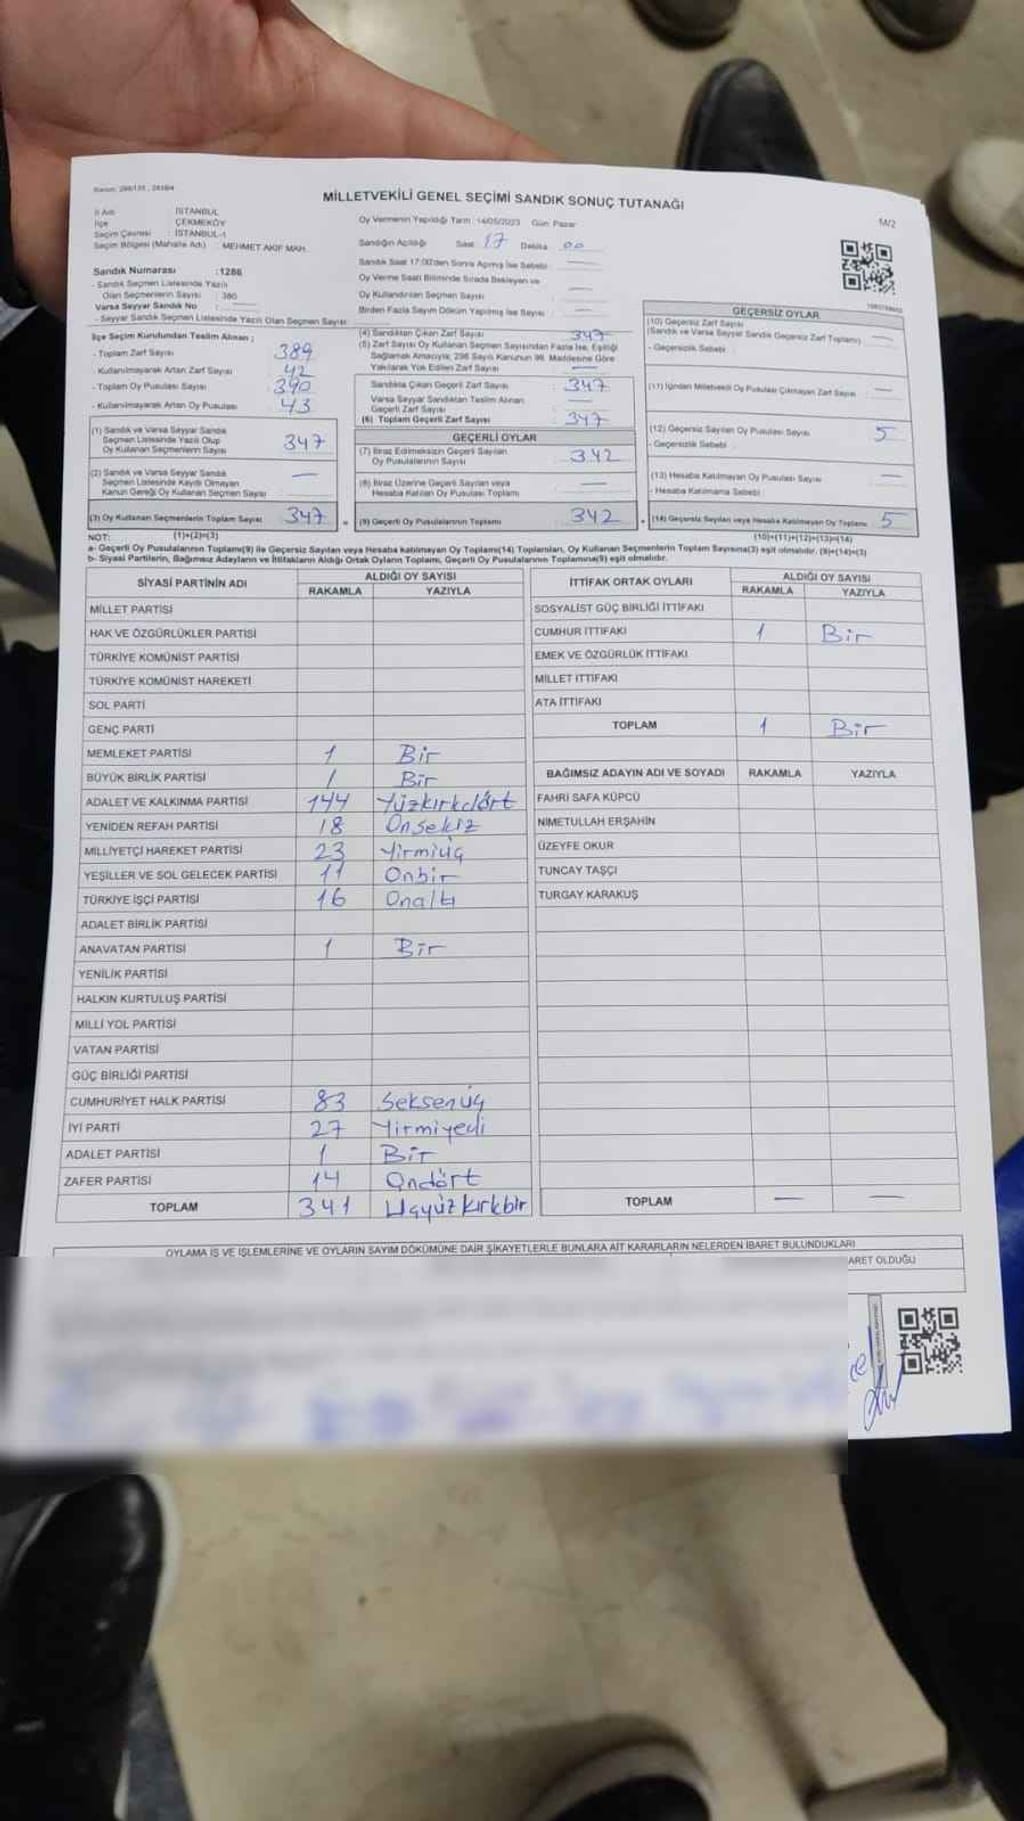 MİLLETVEKİLİ GENEL SEÇİMİ SANDIK SONUÇ TUTANAĞI
M/2
İl Adı : İSTANBUL
İlçe : ÇEKMEKÖY
Seçim Çevresi : İSTANBUL-1
Seçim Bölgesi (Mahalle Adı) : MEHMET AKİF MAH.
Oy Vermenin Yapıldığı Tarih :14/05/2023 Gün: Pazar
Sandığın Açıldığı Saat 17 Dakika 00
Sandık Saat 17:00'den Sonra Açılmış İse Sebebi
Oy Verme Saati Bitiminde Sırada Bekleyen ve
Oy Kullandırılan Seçmen Sayısı
Birden Fazla Sayım Döküm Yapılmış İse Sayısı
Sandık Numarası :1286
- Sandık Seçmen Listesinde Yazılı
Olan Seçmenlerin Sayısı : 380
Varsa Seyyar Sandık No :
- Seyyar Sandık Seçmen Listesinde Yazılı Olan Seçmen Sayısı
İlçe Seçim Kurulundan Teslim Alınan ;
- Toplam Zarf Sayısı 389
- Kullanılmayarak Artan Zarf Sayısı 42
- Toplam Oy Pusulası Sayısı 390
- Kullanılmayarak Artan Oy Pusulası 43
(1) Sandık ve Varsa Seyyar Sandık
Seçmen Listesinde Yazılı Olup
Oy Kullanan Seçmenlerin Sayısı 347
(2) Sandık ve Varsa Seyyar Sandık
Seçmen Listesinde Kaydı Olmayan
Kanun Gereği Oy Kullanan Seçmen Sayısı —
(3) Oy Kullanan Seçmenlerin Toplam Sayısı 347
(1)+(2)=(3)
(4) Sandıktan Çıkan Zarf Sayısı 347
(5) Zarf Sayısı Oy Kullanan Seçmen Sayısından Fazla İse, Eşitliği
Sağlamak Amacıyla, 298 Sayılı Kanunun 98. Maddesine Göre
Yakılarak Yok Edilen Zarf Sayısı —
Sandıkta Çıkan Geçerli Zarf Sayısı 347
Varsa Seyyar Sandıktan Teslim Alınan
Geçerli Zarf Sayısı —
(6) Toplam Geçerli Zarf Sayısı 347
GEÇERLİ OYLAR
(7) İtiraz Edilmeksizin Geçerli Sayılan
Oy Pusulalarının Sayısı 342
(8) İtiraz Üzerine Geçerli Sayılan veya
Hesaba Katılan Oy Pusulası Toplamı —
(9) Geçerli Oy Pusulalarının Toplamı 342
GEÇERSİZ OYLAR
(10) Geçersiz Zarf Sayısı
(Sandık ve Varsa Seyyar Sandık Geçersiz Zarf Toplamı) —
- Geçersizlik Sebebi :
(11) İçinden Milletvekili Oy Pusulası Çıkmayan Zarf Sayısı —
(12) Geçersiz Sayılan Oy Pusulası Sayısı 5
- Geçersizlik Sebebi :
(13) Hesaba Katılmayan Oy Pusulası Sayısı —
- Hesaba Katılmama Sebebi :
(14) Geçersiz Sayılan veya Hesaba Katılmayan Oy Toplamı 5
(10)+(11)+(12)+(13)=(14)
NOT:
a- Geçerli Oy Pusulalarının Toplamı(9) ile Geçersiz Sayılan veya Hesaba katılmayan Oy Toplamı(14) Toplamları, Oy Kullanan Seçmenlerin Toplam Sayısına(3) eşit olmalıdır. (9)+(14)=(3)
b- Siyasi Partilerin, Bağımsız Adayların ve İttifakların Aldığı Ortak Oyların Toplamı, Geçerli Oy Pusulalarının Toplamına(9) eşit olmalıdır.
SİYASİ PARTİNİN ADI ALDIĞI OY SAYISI
RAKAMLA YAZIYLA
MİLLET PARTİSİ
HAK VE ÖZGÜRLÜKLER PARTİSİ
TÜRKİYE KOMÜNİST PARTİSİ
TÜRKİYE KOMÜNİST HAREKETİ
SOL PARTİ
GENÇ PARTİ
MEMLEKET PARTİSİ 1 Bir
BÜYÜK BİRLİK PARTİSİ 1 Bir
ADALET VE KALKINMA PARTİSİ 144 Yüzkırkdört
YENİDEN REFAH PARTİSİ 18 Onsekiz
MİLLİYETÇİ HAREKET PARTİSİ 23 Yirmiüç
YEŞİLLER VE SOL GELECEK PARTİSİ 11 Onbir
TÜRKİYE İŞÇİ PARTİSİ 16 Onaltı
ADALET BİRLİK PARTİSİ
ANAVATAN PARTİSİ 1 Bir
YENİLİK PARTİSİ
HALKIN KURTULUŞ PARTİSİ
MİLLİ YOL PARTİSİ
VATAN PARTİSİ
GÜÇ BİRLİĞİ PARTİSİ
CUMHURİYET HALK PARTİSİ 83 Seksenüç
İYİ PARTİ 27 Yirmiyedi
ADALET PARTİSİ 1 Bir
ZAFER PARTİSİ 14 Ondört
TOPLAM 341 Üçyüzkırkbir
İTTİFAK ORTAK OYLARI ALDIĞI OY SAYISI
RAKAMLA YAZIYLA
SOSYALİST GÜÇ BİRLİĞİ İTTİFAKI
CUMHUR İTTİFAKI 1 Bir
EMEK VE ÖZGÜRLÜK İTTİFAKI
MİLLET İTTİFAKI
ATA İTTİFAKI
TOPLAM 1 Bir
BAĞIMSIZ ADAYIN ADI VE SOYADI RAKAMLA YAZIYLA
FAHRİ SAFA KÜPCÜ
NİMETULLAH ERŞAHİN
ÜZEYFE OKUR
TUNCAY TAŞÇI
TURGAY KARAKUŞ
TOPLAM — —
OYLAMA İŞ VE İŞLEMLERİNE VE OYLARIN SAYIM DÖKÜMÜNE DAİR ŞİKAYETLERLE BUNLARA AİT KARARLARIN NELERDEN İBARET BULUNDUKLARI
ARET OLDUĞU